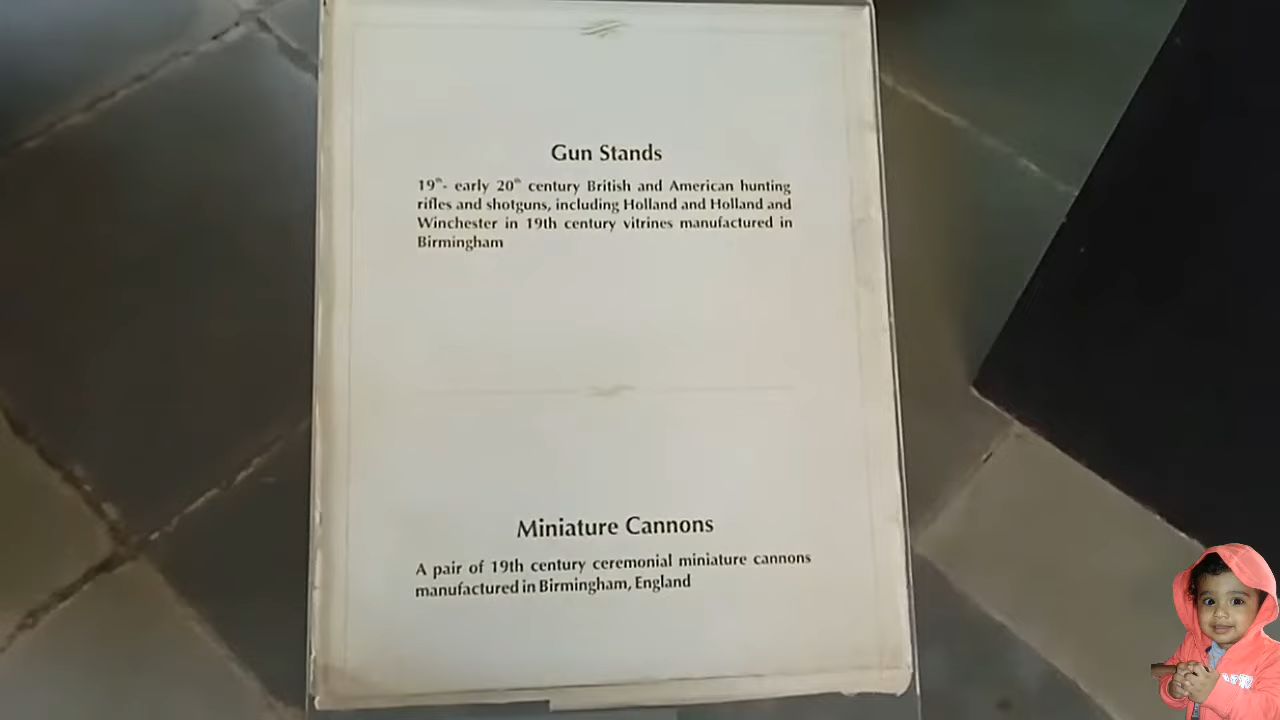 Gun Stands
19th- early 20th century British and American hunting
rifles and shotguns, including Holland and Holland and
Winchester in 19th century vitrines manufactured in
Birmingham
Miniature Cannons
A pair of 19th century ceremonial miniature cannons
manufactured in Birmingham, England